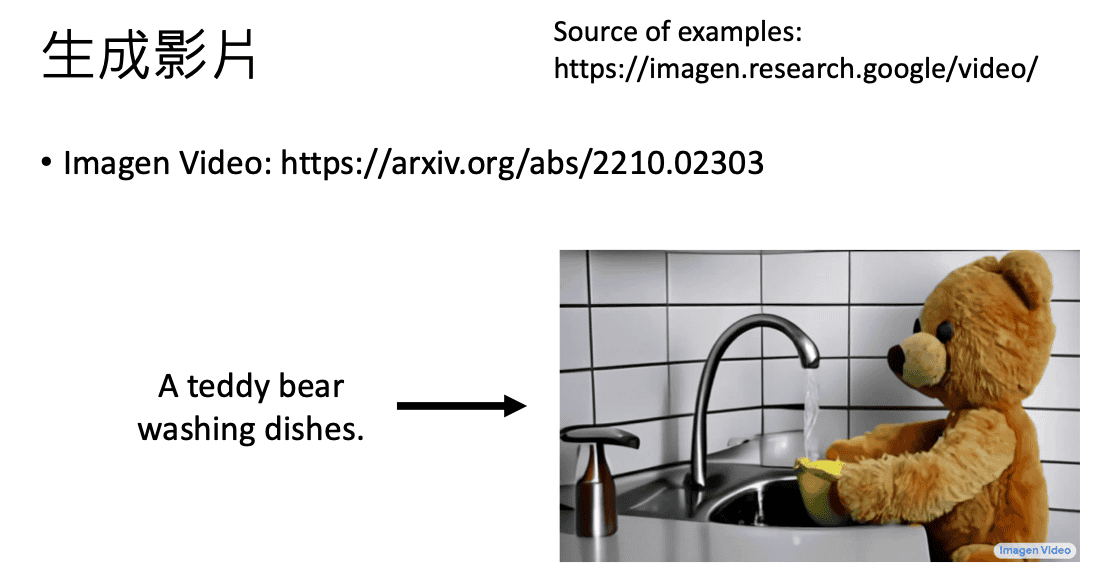 生成影片
Source of examples:
https://imagen.research.google/video/
• Imagen Video: https://arxiv.org/abs/2210.02303
A teddy bear
washing dishes.
Imagen Video